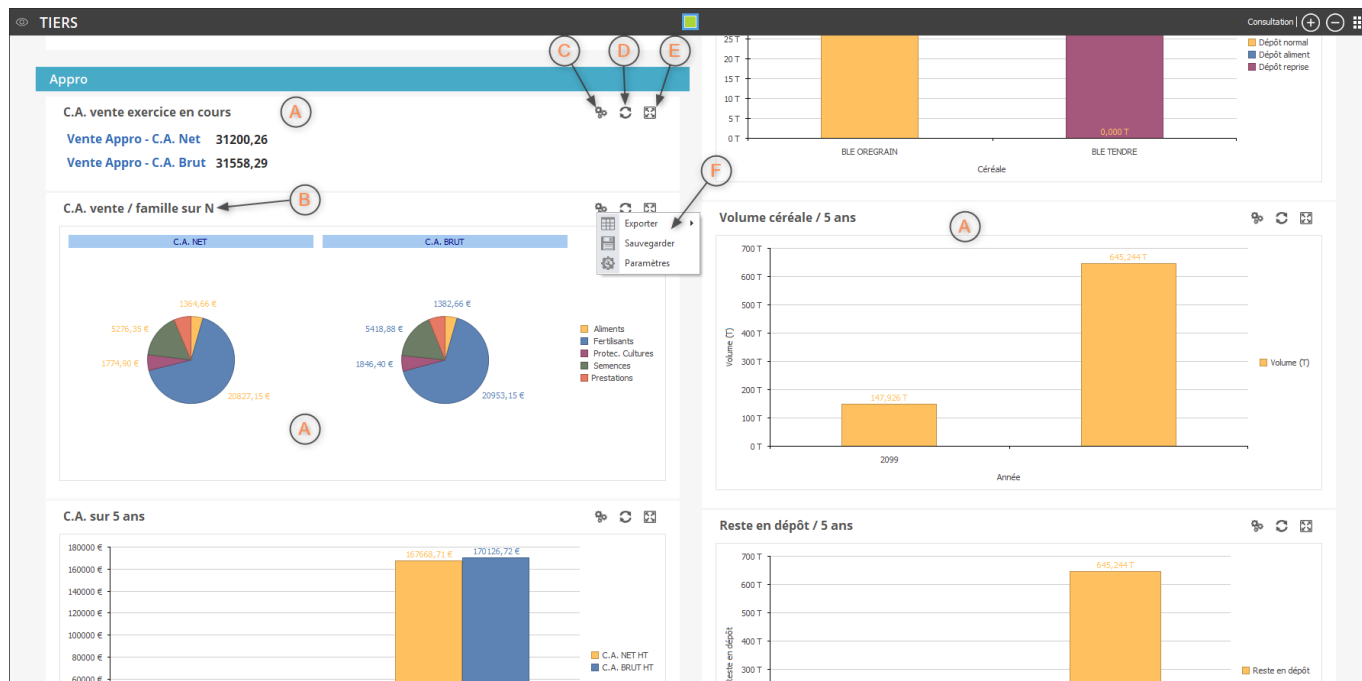 TIERS
Consultation |
C
D
E
Appro
C.A. vente exercice en cours
A
Vente Appro - C.A. Net 31200,26
Vente Appro - C.A. Brut 31558,29
C.A. vente / famille sur N
B
F
Exporter
Sauvegarder
Paramètres
C.A. NET
C.A. BRUT
1364,66 €
5276,35 €
1774,90 €
20827,15 €
1382,66 €
5418,88 €
1846,40 €
20953,15 €
Aliments
Fertilisants
Protec. Cultures
Semences
Prestations
A
C.A. sur 5 ans
180000 €
160000 €
140000 €
120000 €
100000 €
80000 €
60000 €
167668,71 €
170126,72 €
C.A. NET HT
C.A. BRUT HT
25 T
20 T
15 T
10 T
5 T
0 T
0,000 T
BLE OREGRAIN
BLE TENDRE
Céréale
Dépôt normal
Dépôt aliment
Dépôt reprise
Volume céréale / 5 ans
A
700 T
600 T
500 T
400 T
300 T
200 T
100 T
0 T
Volume (T)
147,926 T
645,244 T
2099
Année
Volume (T)
Reste en dépôt / 5 ans
700 T
600 T
500 T
400 T
300 T
reste en dépôt
645,244 T
Reste en dépôt